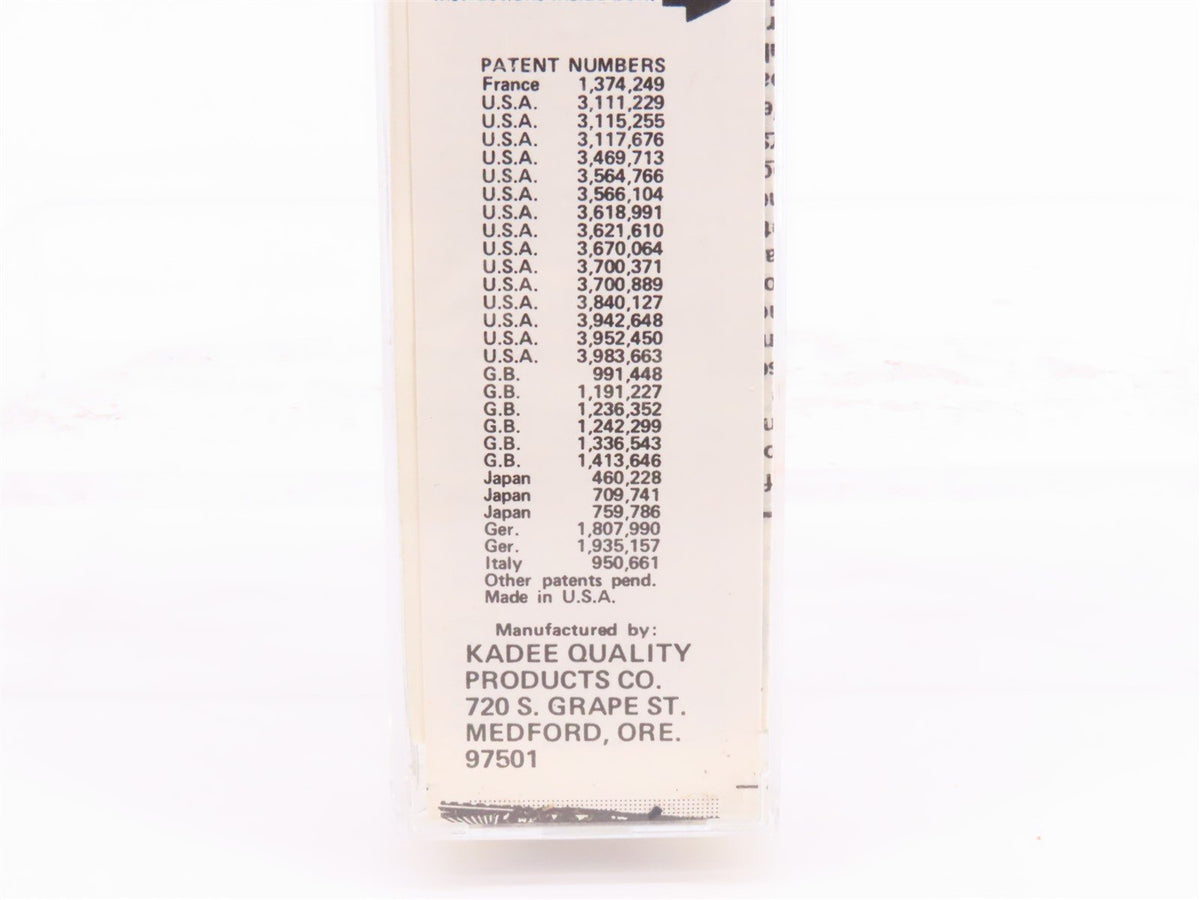 PATENT NUMBERS
France 1,374,249
U.S.A. 3,111,229
U.S.A. 3,115,255
U.S.A. 3,117,676
U.S.A. 3,469,713
U.S.A. 3,564,766
U.S.A. 3,566,104
U.S.A. 3,618,991
U.S.A. 3,621,610
U.S.A. 3,670,064
U.S.A. 3,700,371
U.S.A. 3,700,889
U.S.A. 3,840,127
U.S.A. 3,942,648
U.S.A. 3,952,450
U.S.A. 3,983,663
G.B. 991,448
G.B. 1,191,227
G.B. 1,236,352
G.B. 1,242,299
G.B. 1,336,543
G.B. 1,413,646
Japan 460,228
Japan 709,741
Japan 759,786
Ger. 1,807,990
Ger. 1,935,157
Italy 950,661
Other patents pend.
Made in U.S.A.
Manufactured by:
KADEE QUALITY
PRODUCTS CO.
720 S. GRAPE ST.
MEDFORD, ORE.
97501